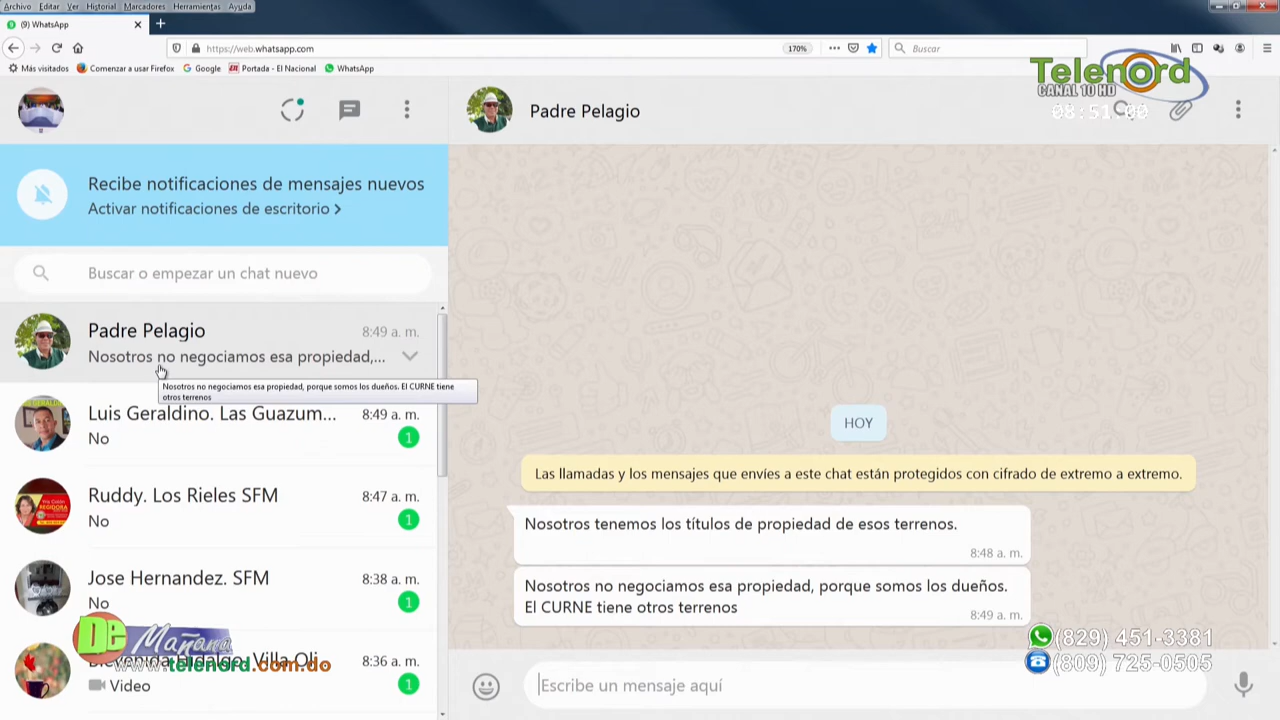 Archivo Editar Ver Historial Marcadores Herramientas Ayuda
(9) WhatsApp
https://web.whatsapp.com
170%
Buscar
Más visitados
Comenzar a usar Firefox
Google
Portada - El Nacional
WhatsApp
Telenord
CANAL 10 HD
08:51:00
Padre Pelagio
Recibe notificaciones de mensajes nuevos
Activar notificaciones de escritorio >
Buscar o empezar un chat nuevo
Padre Pelagio
8:49 a. m.
Nosotros no negociamos esa propiedad,...
Nosotros no negociamos esa propiedad, porque somos los dueños. El CURNE tiene
otros terrenos
Luis Geraldino. Las Guazum...
8:49 a. m.
No
1
Ruddy. Los Rieles SFM
8:47 a. m.
No
1
Jose Hernandez. SFM
8:38 a. m.
No
1
Hidalgo. Villa Oli...
8:36 a. m.
Video
1
De Mañana
www.telenord.com.do
HOY
Las llamadas y los mensajes que envíes a este chat están protegidos con cifrado de extremo a extremo.
Nosotros tenemos los títulos de propiedad de esos terrenos.
8:48 a. m.
Nosotros no negociamos esa propiedad, porque somos los dueños.
El CURNE tiene otros terrenos
8:49 a. m.
(829) 451-3381
(809) 725-0505
Escribe un mensaje aquí